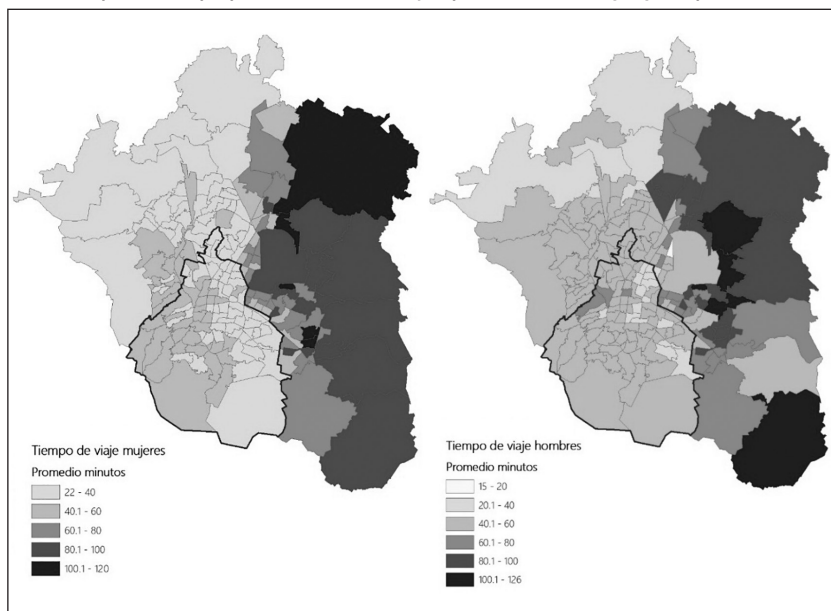 Tiempo de viaje mujeres
Promedio minutos
22 - 40
40.1 - 60
60.1 - 80
80.1 - 100
100.1 - 120
Tiempo de viaje hombres
Promedio minutos
15 - 20
20.1 - 40
40.1 - 60
60.1 - 80
80.1 - 100
100.1 - 126